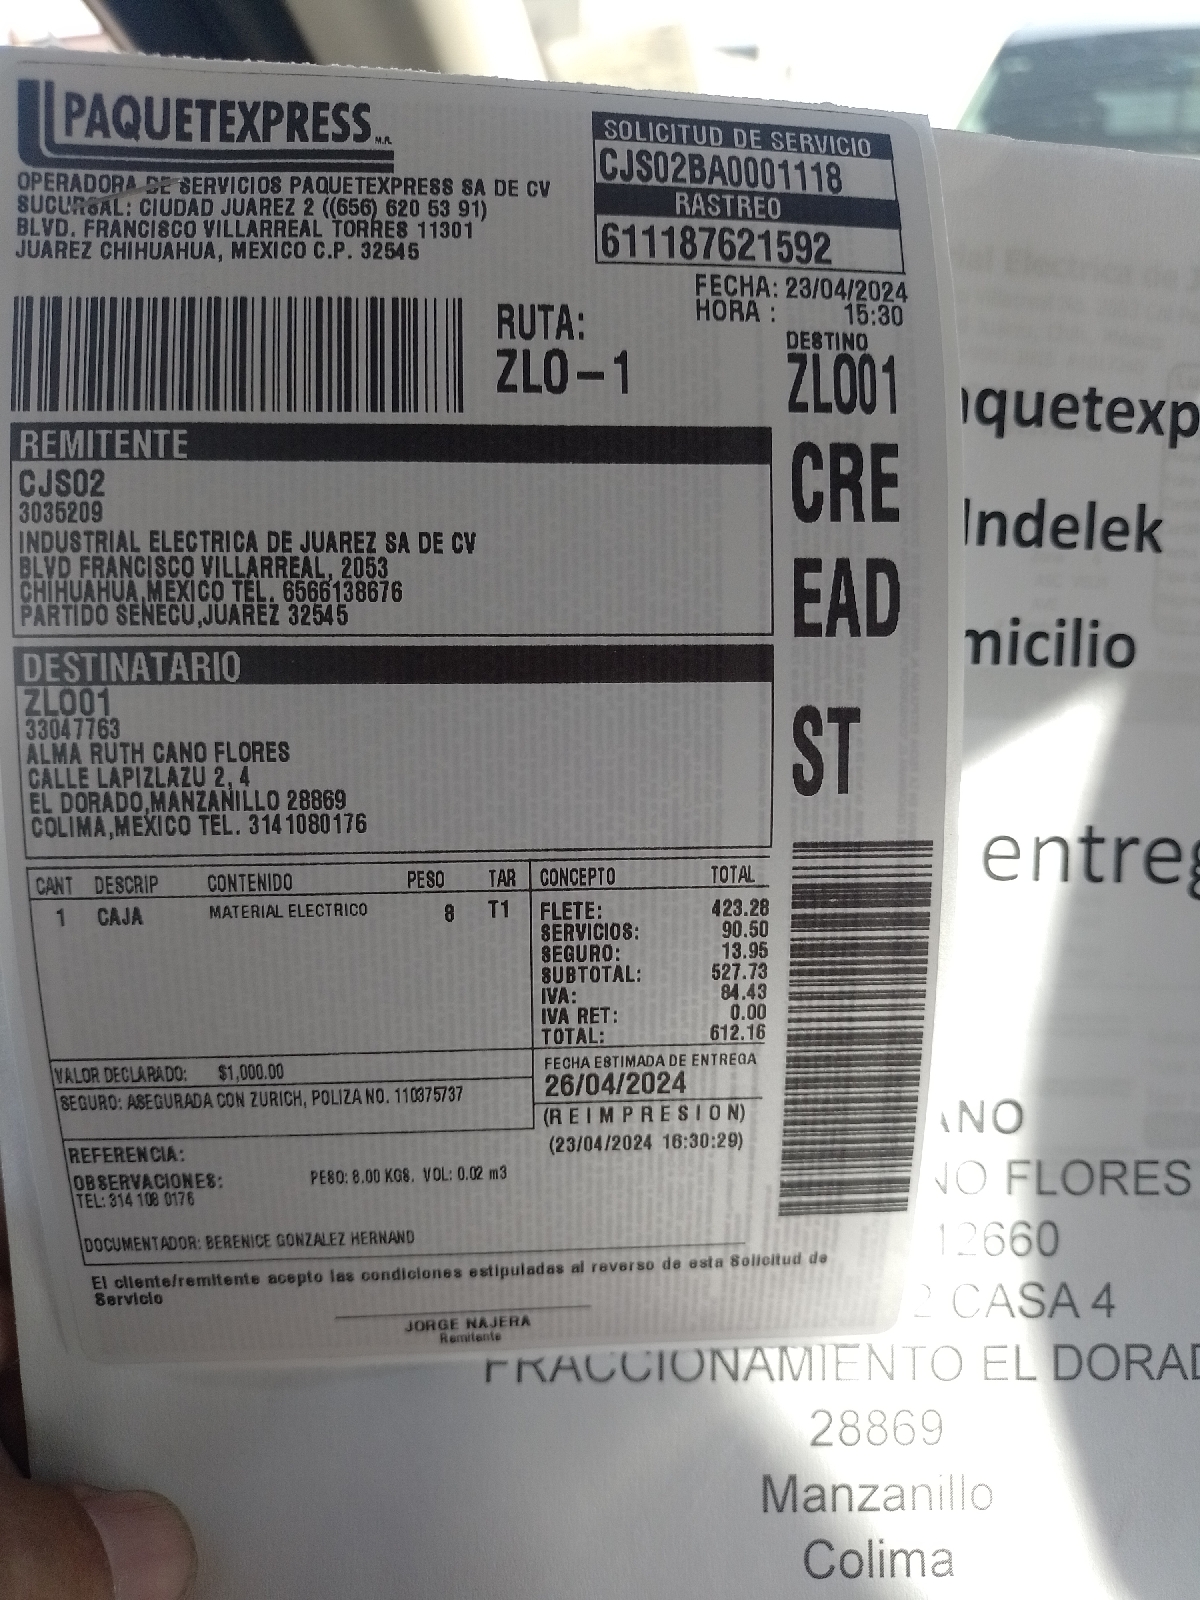 PAQUETEXPRESS M.R.
OPERADORA DE SERVICIOS PAQUETEXPRESS SA DE CV
SUCURSAL: CIUDAD JUAREZ 2 ((656) 620 53 91)
BLVD. FRANCISCO VILLARREAL TORRES 11301
JUAREZ CHIHUAHUA, MEXICO C.P. 32545
SOLICITUD DE SERVICIO
CJS02BA0001118
RASTREO
611187621592
FECHA: 23/04/2024
HORA : 15:30
RUTA:
ZLO-1
DESTINO
ZLO01
CRE
EAD
ST
REMITENTE
CJS02
3035209
INDUSTRIAL ELECTRICA DE JUAREZ SA DE CV
BLVD FRANCISCO VILLARREAL, 2053
CHIHUAHUA,MEXICO TEL. 6566138676
PARTIDO SENECU,JUAREZ 32545
DESTINATARIO
ZLO01
33047763
ALMA RUTH CANO FLORES
CALLE LAPIZLAZU 2, 4
EL DORADO,MANZANILLO 28869
COLIMA,MEXICO TEL. 3141080176
CANT DESCRIP CONTENIDO PESO TAR
1 CAJA MATERIAL ELECTRICO 8 T1
CONCEPTO TOTAL
FLETE: 423.28
SERVICIOS: 90.50
SEGURO: 13.95
SUBTOTAL: 527.73
IVA: 84.43
IVA RET: 0.00
TOTAL: 612.16
VALOR DECLARADO: $1,000.00
SEGURO: ASEGURADA CON ZURICH, POLIZA NO. 110375737
FECHA ESTIMADA DE ENTREGA
26/04/2024
(REIMPRESION)
(23/04/2024 16:30:29)
REFERENCIA:
OBSERVACIONES: PESO: 8.00 KGS. VOL: 0.02 m3
TEL: 314 108 0176
DOCUMENTADOR: BERENICE GONZALEZ HERNAND
El cliente/remitente acepto las condiciones estipuladas al reverso de esta Solicitud de
Servicio
JORGE NAJERA
Remitente
aquetexp
Indelek
micilio
entreg
ANO
NO FLORES
12660
2 CASA 4
FRACCIONAMIENTO EL DORAD
28869
Manzanillo
Colima